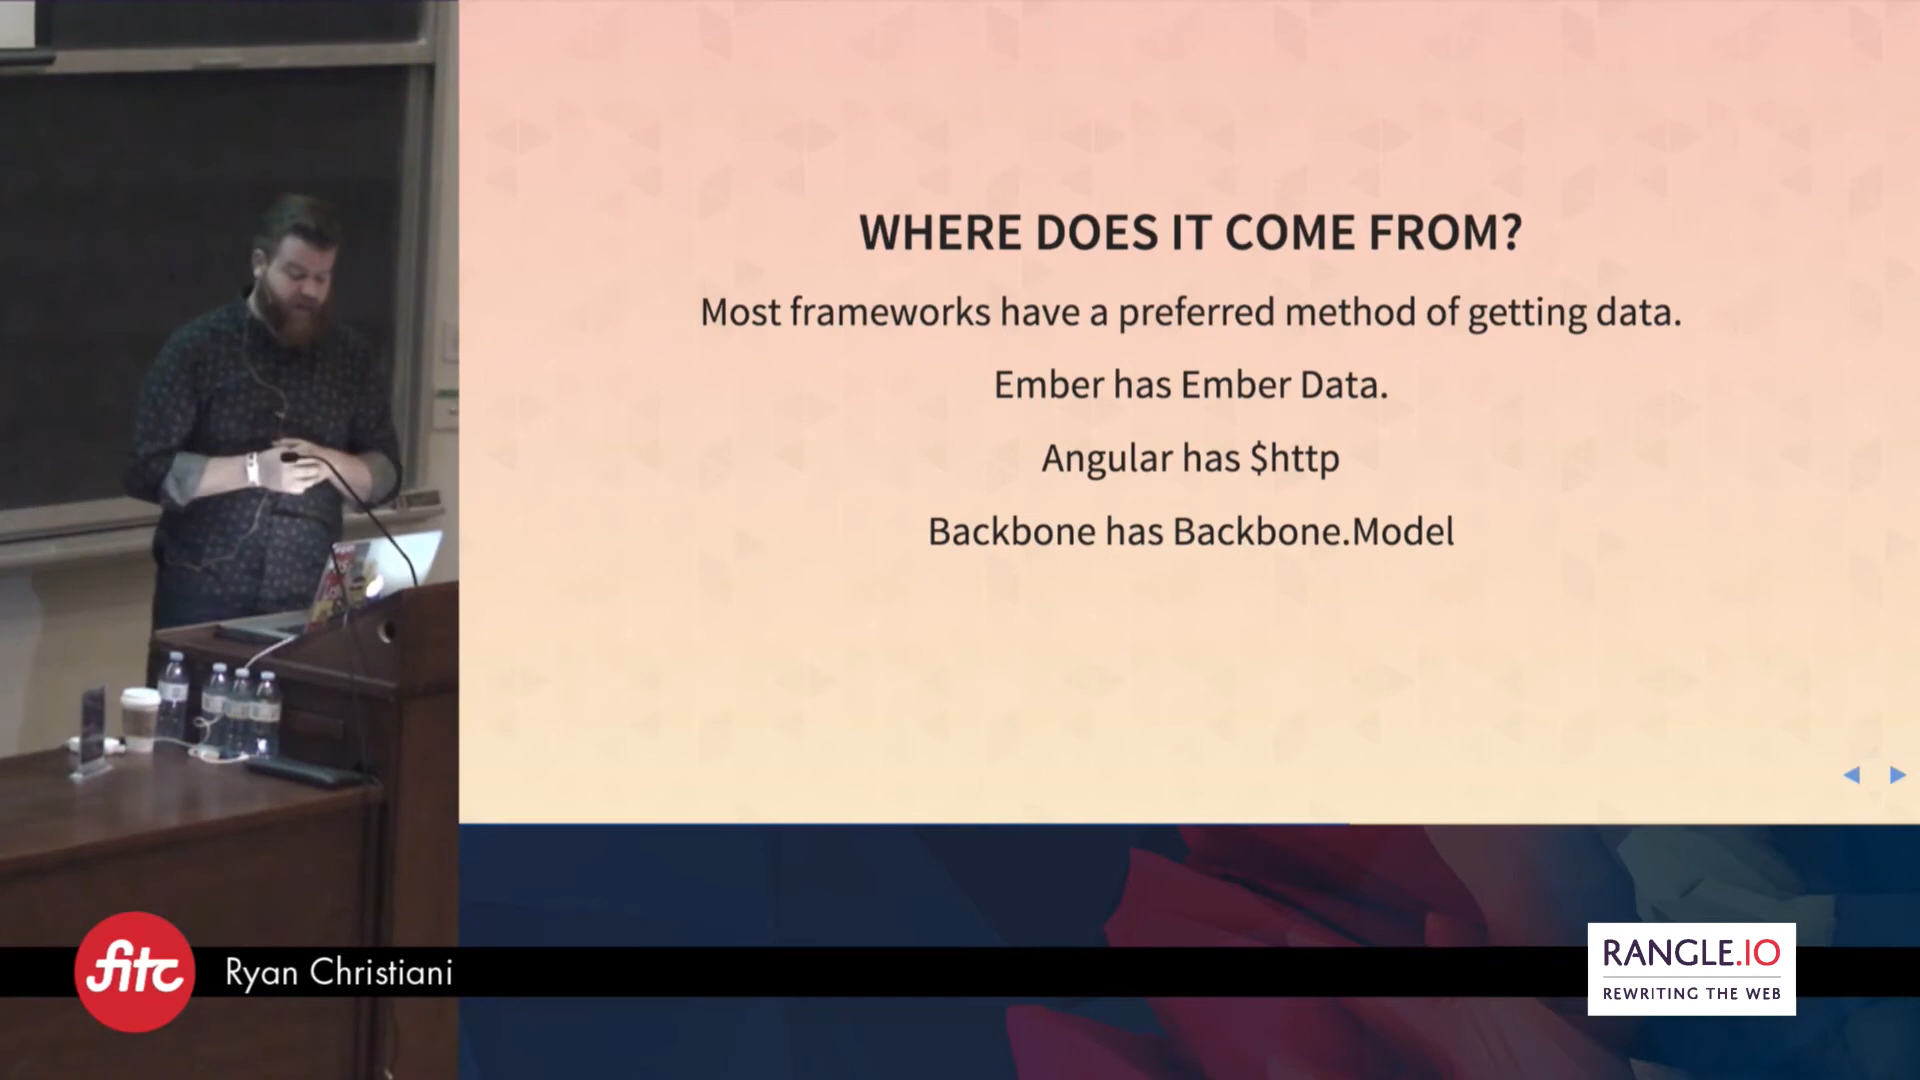 WHERE DOES IT COME FROM?
Most frameworks have a preferred method of getting data.
Ember has Ember Data.
Angular has $http
Backbone has Backbone.Model
fitc
Ryan Christiani
RANGLE.IO
REWRITING THE WEB